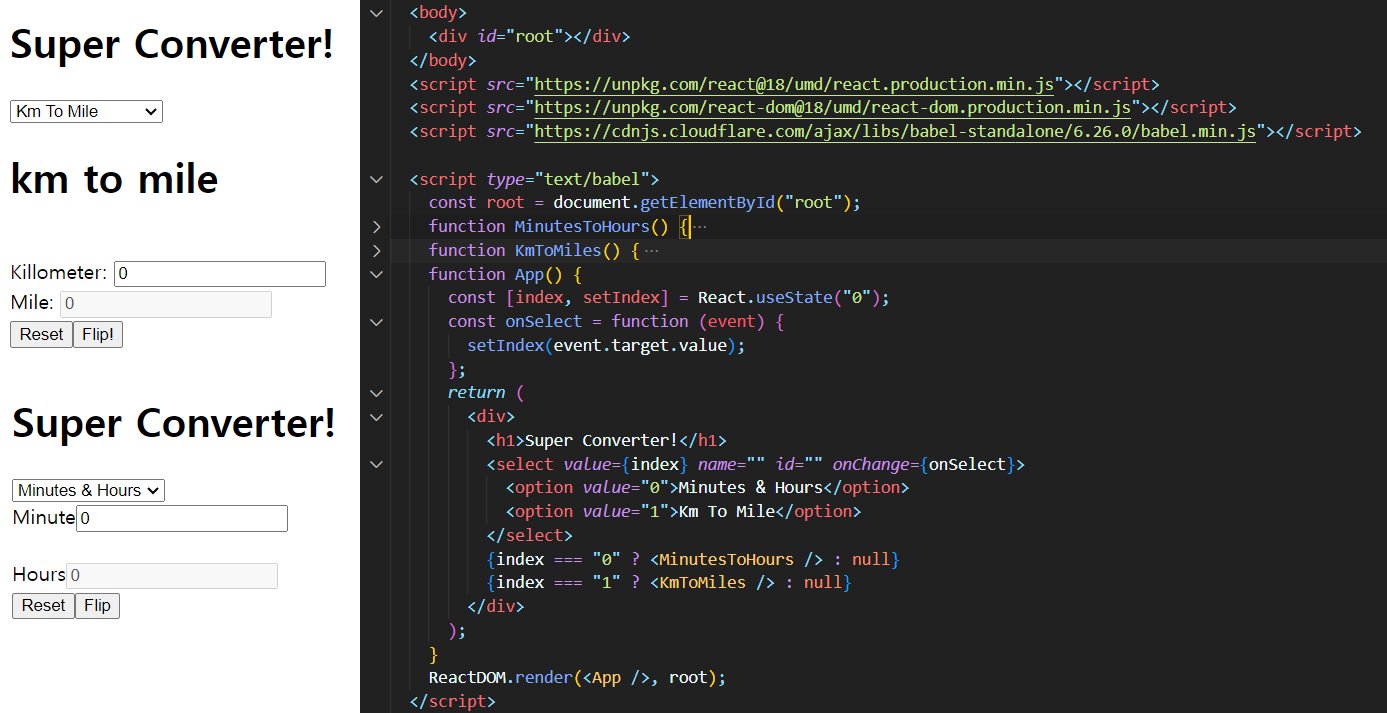 Super Converter!
Km To Mile
km to mile
Killometer: 0
Mile: 0
Reset Flip!
Super Converter!
Minutes & Hours
Minute 0
Hours 0
Reset Flip
<body>
<div id="root"></div>
</body>
<script src="https://unpkg.com/react@18/umd/react.production.min.js"></script>
<script src="https://unpkg.com/react-dom@18/umd/react-dom.production.min.js"></script>
<script src="https://cdnjs.cloudflare.com/ajax/libs/babel-standalone/6.26.0/babel.min.js"></script>
<script type="text/babel">
const root = document.getElementById("root");
function MinutesToHours() {···
function KmToMiles() {···
function App() {
const [index, setIndex] = React.useState("0");
const onSelect = function (event) {
setIndex(event.target.value);
};
return (
<div>
<h1>Super Converter!</h1>
<select value={index} name="" id="" onChange={onSelect}>
<option value="0">Minutes & Hours</option>
<option value="1">Km To Mile</option>
</select>
{index === "0" ? <MinutesToHours /> : null}
{index === "1" ? <KmToMiles /> : null}
</div>
);
}
ReactDOM.render(<App />, root);
</script>